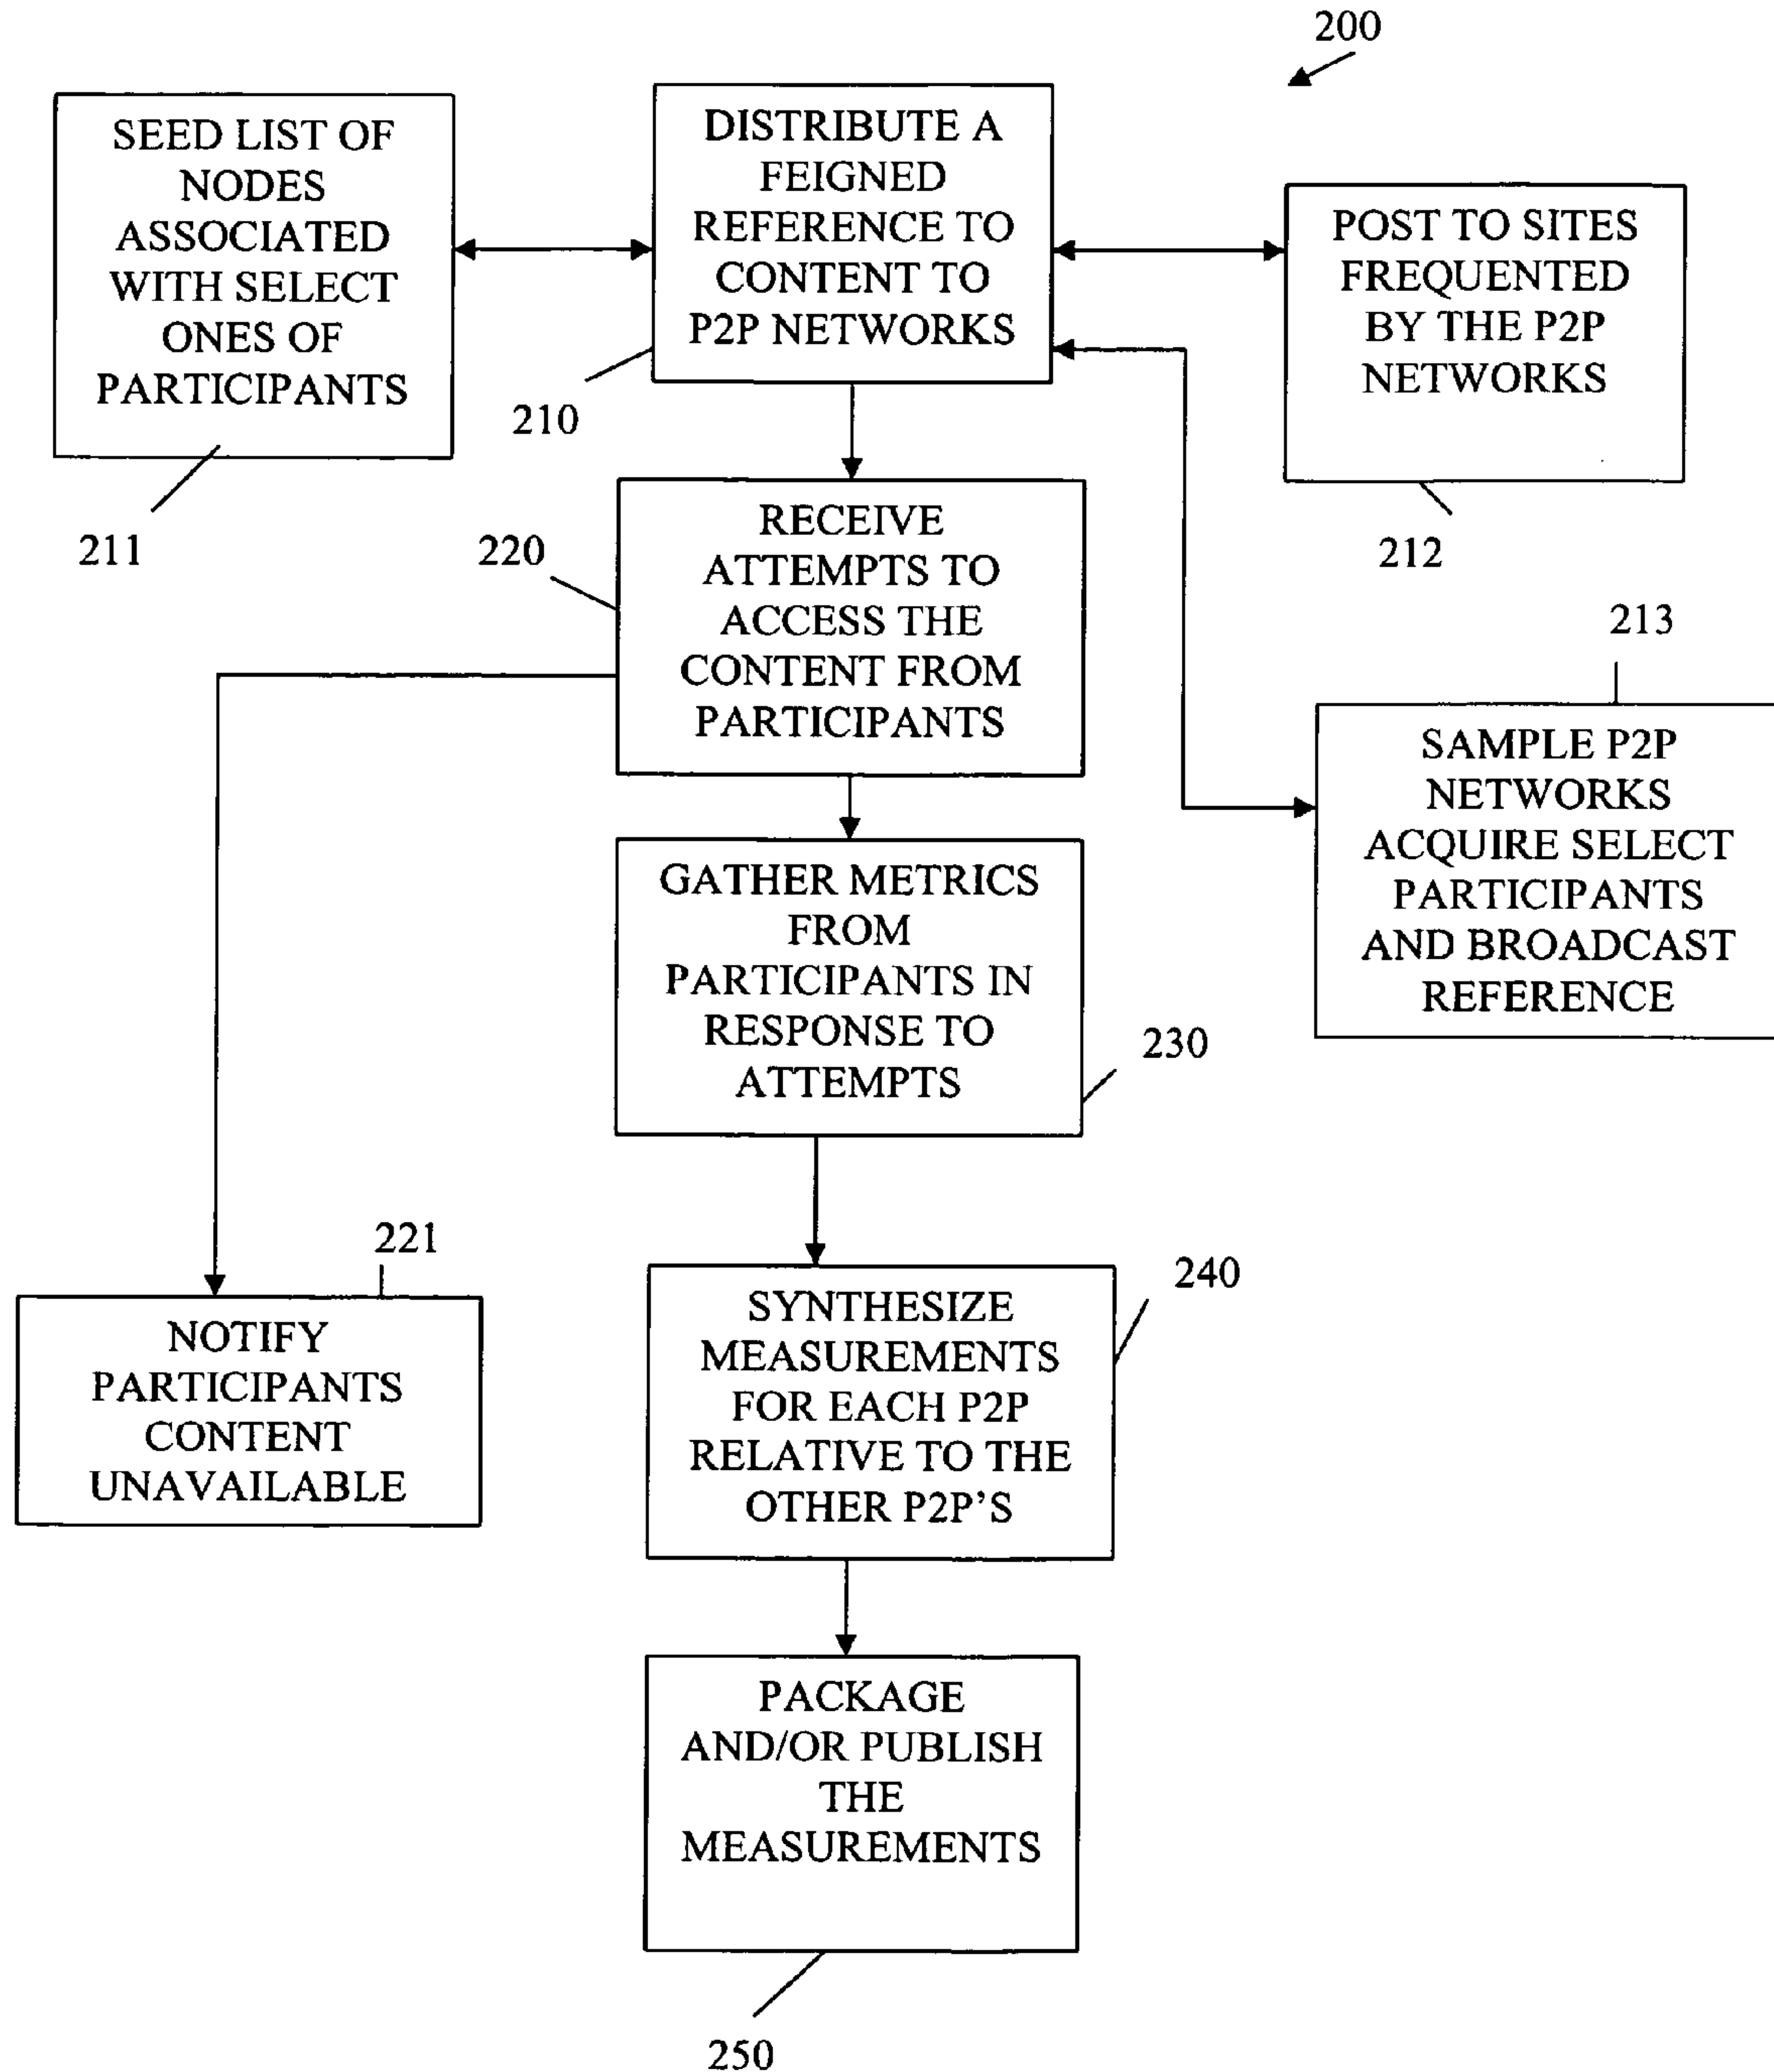 200
SEED LIST OF
NODES
ASSOCIATED
WITH SELECT
ONES OF
PARTICIPANTS
211
DISTRIBUTE A
FEIGNED
REFERENCE TO
CONTENT TO
P2P NETWORKS
210
POST TO SITES
FREQUENTED
BY THE P2P
NETWORKS
212
RECEIVE
ATTEMPTS TO
ACCESS THE
CONTENT FROM
PARTICIPANTS
220
213
SAMPLE P2P
NETWORKS
ACQUIRE SELECT
PARTICIPANTS
AND BROADCAST
REFERENCE
GATHER METRICS
FROM
PARTICIPANTS IN
RESPONSE TO
ATTEMPTS
230
221
NOTIFY
PARTICIPANTS
CONTENT
UNAVAILABLE
SYNTHESIZE
MEASUREMENTS
FOR EACH P2P
RELATIVE TO THE
OTHER P2P'S
240
PACKAGE
AND/OR PUBLISH
THE
MEASUREMENTS
250